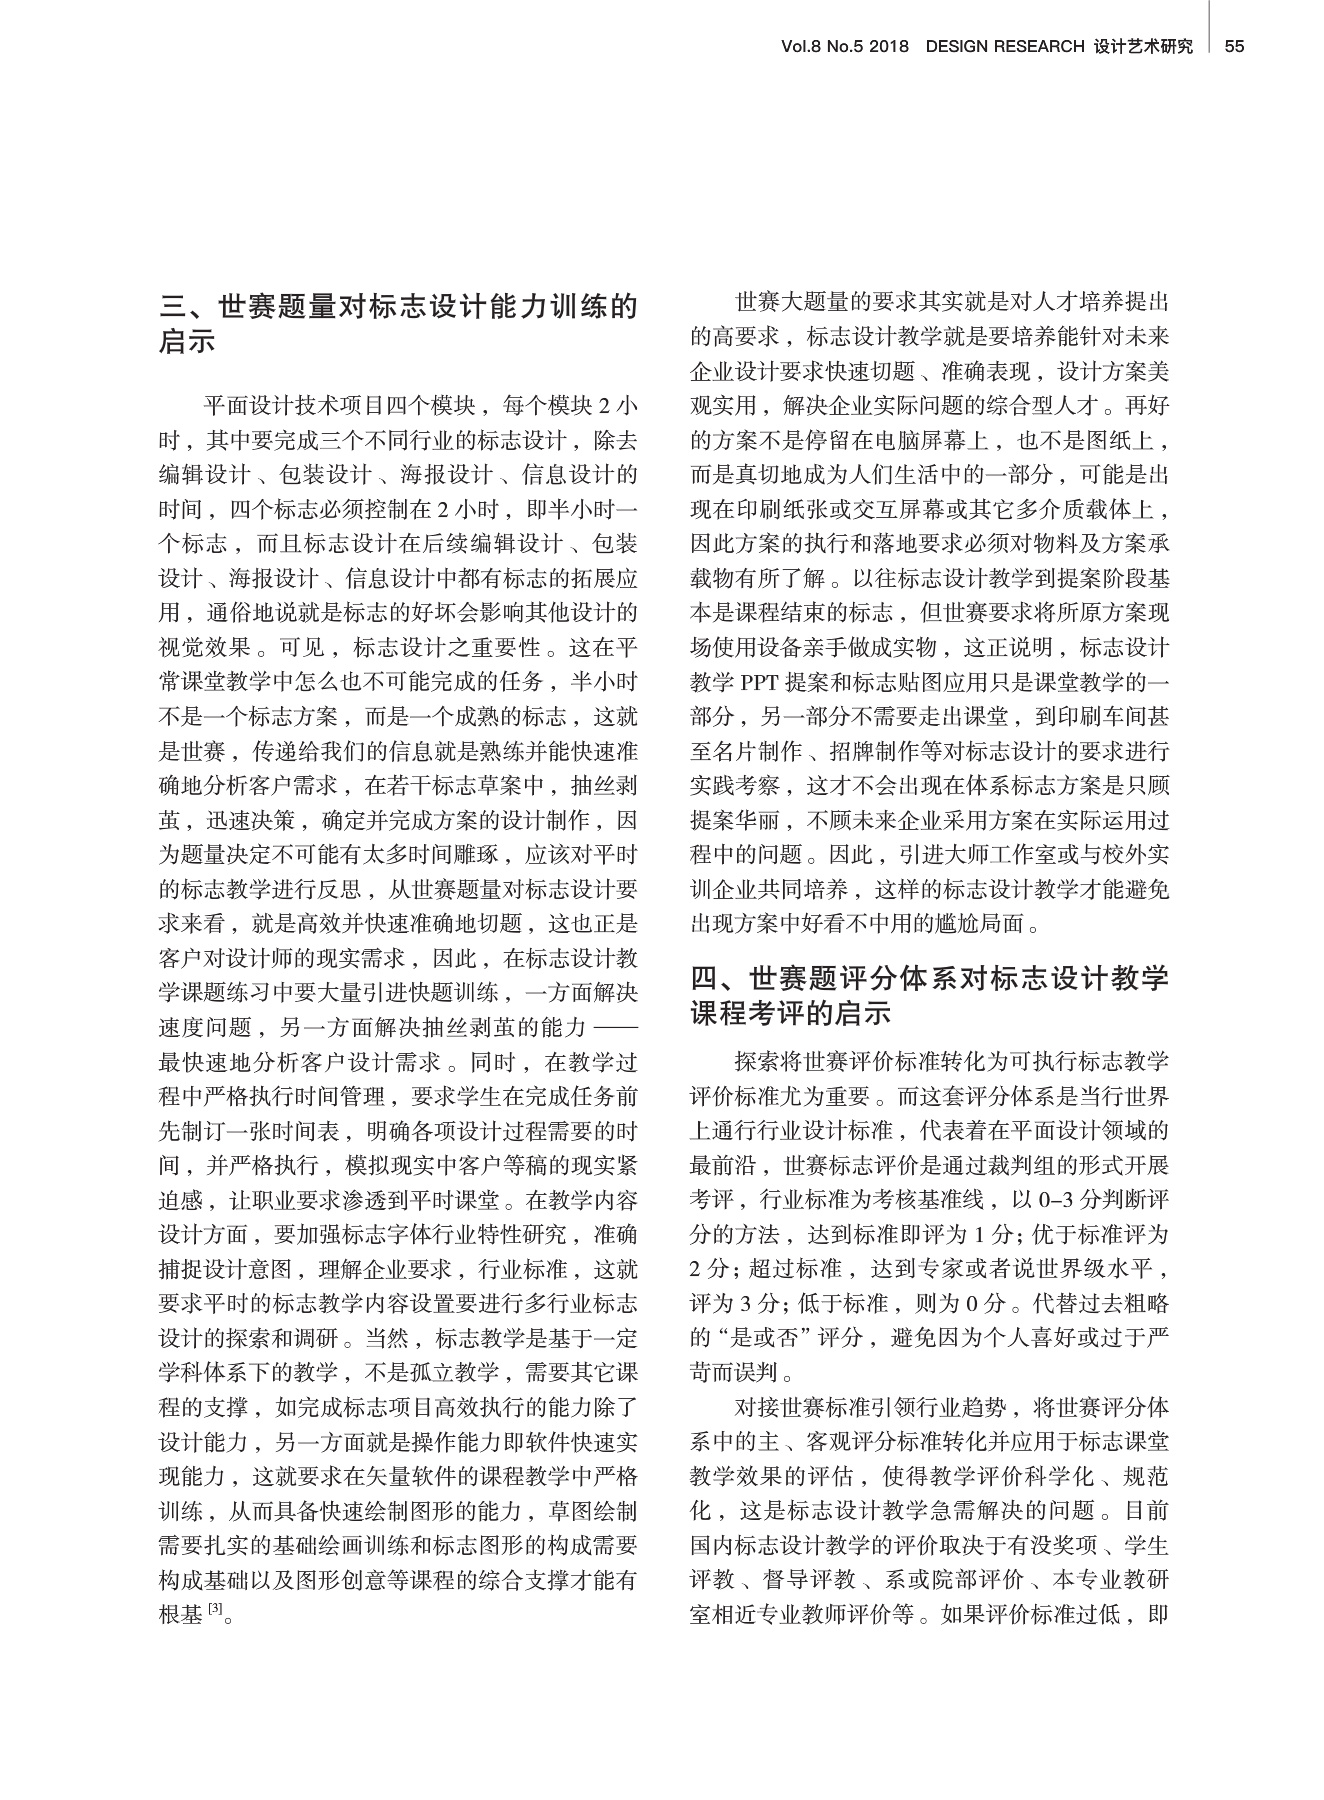 Vol.8 No.5 2018 DESIGN RESEARCH 设计艺术研究 55
三、世赛题量对标志设计能力训练的
启示
平面设计技术项目四个模块，每个模块 2 小
时，其中要完成三个不同行业的标志设计，除去
编辑设计、包装设计、海报设计、信息设计的
时间，四个标志必须控制在 2 小时，即半小时一
个标志，而且标志设计在后续编辑设计、包装
设计、海报设计、信息设计中都有标志的拓展应
用，通俗地说就是标志的好坏会影响其他设计的
视觉效果。可见，标志设计之重要性。这在平
常课堂教学中怎么也不可能完成的任务，半小时
不是一个标志方案，而是一个成熟的标志，这就
是世赛，传递给我们的信息就是熟练并能快速准
确地分析客户需求，在若干标志草案中，抽丝剥
茧，迅速决策，确定并完成方案的设计制作，因
为题量决定不可能有太多时间雕琢，应该对平时
的标志教学进行反思，从世赛题量对标志设计要
求来看，就是高效并快速准确地切题，这也正是
客户对设计师的现实需求，因此，在标志设计教
学课题练习中要大量引进快题训练，一方面解决
速度问题，另一方面解决抽丝剥茧的能力——
最快速地分析客户设计需求。同时，在教学过
程中严格执行时间管理，要求学生在完成任务前
先制订一张时间表，明确各项设计过程需要的时
间，并严格执行，模拟现实中客户等稿的现实紧
迫感，让职业要求渗透到平时课堂。在教学内容
设计方面，要加强标志字体行业特性研究，准确
捕捉设计意图，理解企业要求，行业标准，这就
要求平时的标志教学内容设置要进行多行业标志
设计的探索和调研。当然，标志教学是基于一定
学科体系下的教学，不是孤立教学，需要其它课
程的支撑，如完成标志项目高效执行的能力除了
设计能力，另一方面就是操作能力即软件快速实
现能力，这就要求在矢量软件的课程教学中严格
训练，从而具备快速绘制图形的能力，草图绘制
需要扎实的基础绘画训练和标志图形的构成需要
构成基础以及图形创意等课程的综合支撑才能有
根基 [3]。
世赛大题量的要求其实就是对人才培养提出
的高要求，标志设计教学就是要培养能针对未来
企业设计要求快速切题、准确表现，设计方案美
观实用，解决企业实际问题的综合型人才。再好
的方案不是停留在电脑屏幕上，也不是图纸上，
而是真切地成为人们生活中的一部分，可能是出
现在印刷纸张或交互屏幕或其它多介质载体上，
因此方案的执行和落地要求必须对物料及方案承
载物有所了解。以往标志设计教学到提案阶段基
本是课程结束的标志，但世赛要求将所原方案现
场使用设备亲手做成实物，这正说明，标志设计
教学 PPT 提案和标志贴图应用只是课堂教学的一
部分，另一部分不需要走出课堂，到印刷车间甚
至名片制作、招牌制作等对标志设计的要求进行
实践考察，这才不会出现在体系标志方案是只顾
提案华丽，不顾未来企业采用方案在实际运用过
程中的问题。因此，引进大师工作室或与校外实
训企业共同培养，这样的标志设计教学才能避免
出现方案中好看不中用的尴尬局面。
四、世赛题评分体系对标志设计教学
课程考评的启示
探索将世赛评价标准转化为可执行标志教学
评价标准尤为重要。而这套评分体系是当行世界
上通行行业设计标准，代表着在平面设计领域的
最前沿，世赛标志评价是通过裁判组的形式开展
考评，行业标准为考核基准线，以 0–3 分判断评
分的方法，达到标准即评为 1 分；优于标准评为
2 分；超过标准，达到专家或者说世界级水平，
评为 3 分；低于标准，则为 0 分。代替过去粗略
的“是或否”评分，避免因为个人喜好或过于严
苛而误判。
对接世赛标准引领行业趋势，将世赛评分体
系中的主、客观评分标准转化并应用于标志课堂
教学效果的评估，使得教学评价科学化、规范
化，这是标志设计教学急需解决的问题。目前
国内标志设计教学的评价取决于有没奖项、学生
评教、督导评教、系或院部评价、本专业教研
室相近专业教师评价等。如果评价标准过低，即